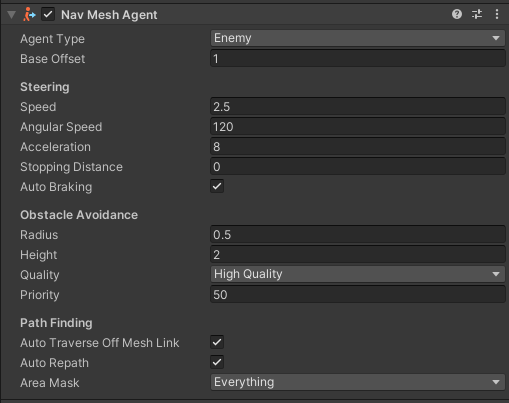 Nav Mesh Agent
Agent Type Enemy
Base Offset 1
Steering
Speed 2.5
Angular Speed 120
Acceleration 8
Stopping Distance 0
Auto Braking
Obstacle Avoidance
Radius 0.5
Height 2
Quality High Quality
Priority 50
Path Finding
Auto Traverse Off Mesh Link
Auto Repath
Area Mask Everything